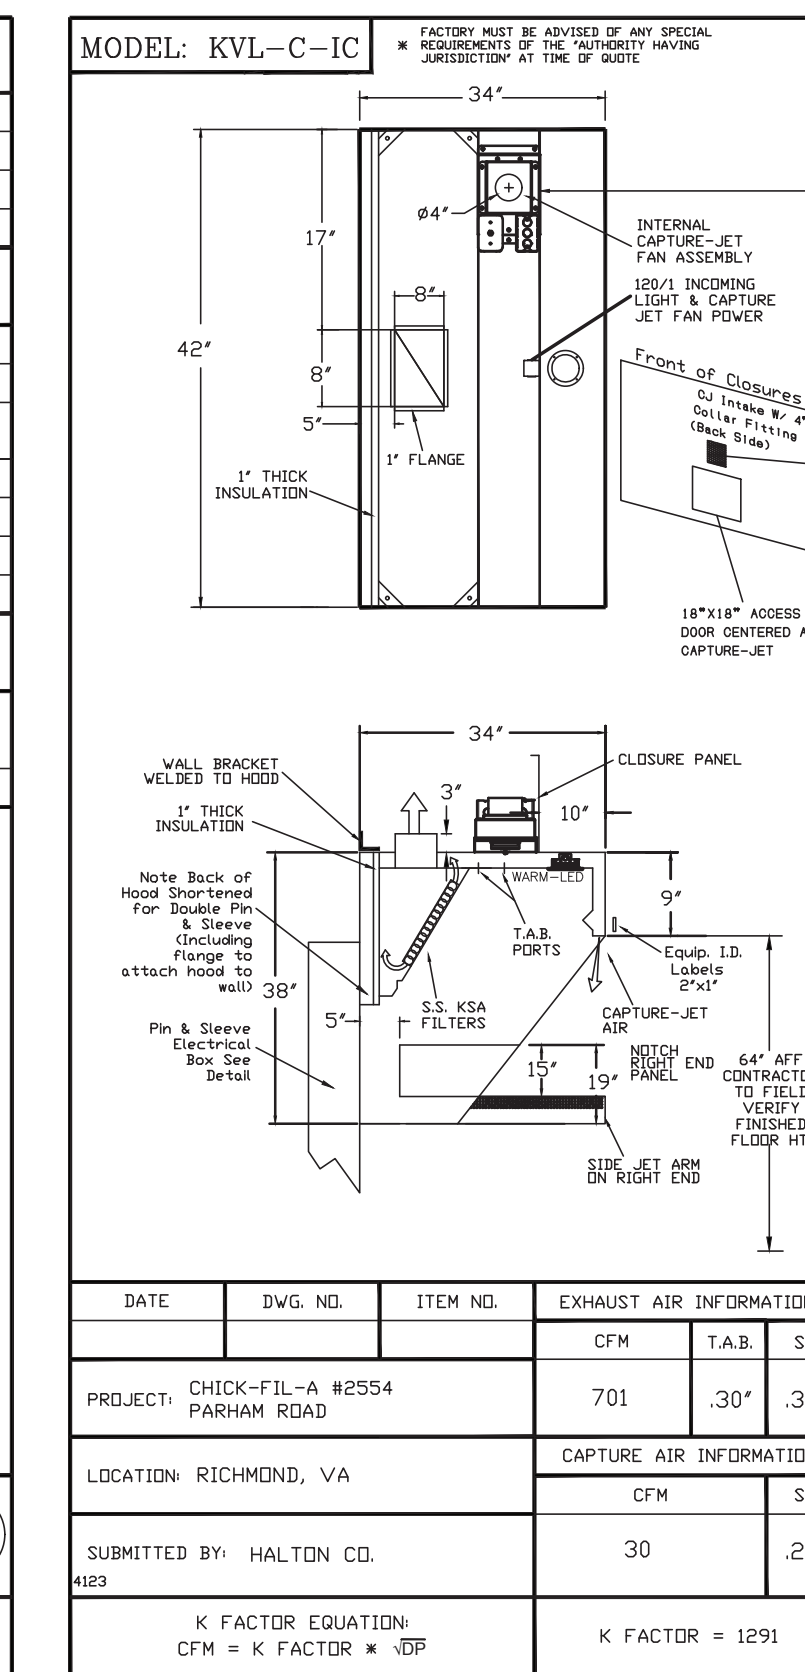 MODEL: KVL-C-IC
* FACTORY MUST BE ADVISED OF ANY SPECIAL
REQUIREMENTS OF THE "AUTHORITY HAVING
JURISDICTION" AT TIME OF QUOTE
34"
17"
Ø4"
INTERNAL
CAPTURE-JET
FAN ASSEMBLY
120/1 INCOMING
LIGHT & CAPTURE
JET FAN POWER
8"
42"
8"
5"
1" FLANGE
1" THICK
INSULATION
Front of Closures
CJ Intake W/ 4"
Collar Fitting
(Back Side)
18"X18" ACCESS
DOOR CENTERED
CAPTURE-JET
34"
WALL BRACKET
WELDED TO HOOD
CLOSURE PANEL
3"
10"
1" THICK
INSULATION
WARM-LED
9"
Note Back of
Hood Shortened
for Double Pin
& Sleeve
(Including
flange to
attach hood to
wall)
38"
T.A.B.
PORTS
Equip. I.D.
Labels
2"x1"
S.S. KSA
FILTERS
5"
CAPTURE-JET
AIR
Pin & Sleeve
Electrical
Box See
Detail
15"
19"
NOTCH
RIGHT END
PANEL
64" AFF
CONTRACTO
TO FIELD
VERIFY
FINISHED
FLOOR HT
SIDE JET ARM
ON RIGHT END
DATE DWG. NO. ITEM NO. EXHAUST AIR INFORMATION
CFM T.A.B. S
PROJECT: CHICK-FIL-A #2554
PARHAM ROAD
701 .30" .3
LOCATION: RICHMOND, VA
CAPTURE AIR INFORMATIO
CFM S
SUBMITTED BY: HALTON CO.
30 .2
4123
K FACTOR EQUATION:
CFM = K FACTOR * √DP
K FACTOR = 1291